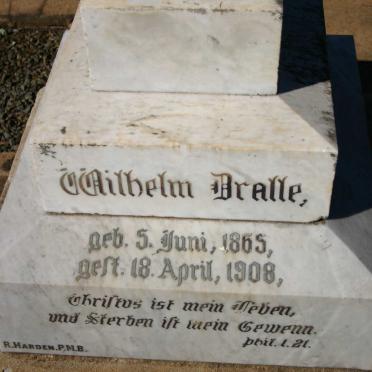 Wilhelm Dralle,
geb. 5. Juni, 1865,
gest. 18. April, 1908,
Christus ist mein Leben,
und Sterben ist mein Gewenn.
phil. 1. 21.
R. HARDEN. P.M.B.